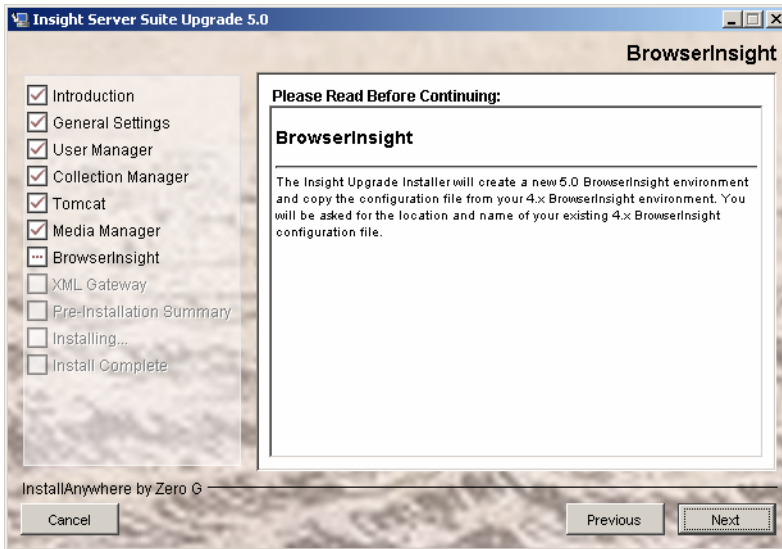 Insight Server Suite Upgrade 5.0
BrowserInsight
Introduction
General Settings
User Manager
Collection Manager
Tomcat
Media Manager
BrowserInsight
XML Gateway
Pre-Installation Summary
Installing...
Install Complete
Please Read Before Continuing:
BrowserInsight
The Insight Upgrade Installer will create a new 5.0 BrowserInsight environment
and copy the configuration file from your 4.x BrowserInsight environment. You
will be asked for the location and name of your existing 4.x BrowserInsight
configuration file.
InstallAnywhere by Zero G
Cancel
Previous
Next